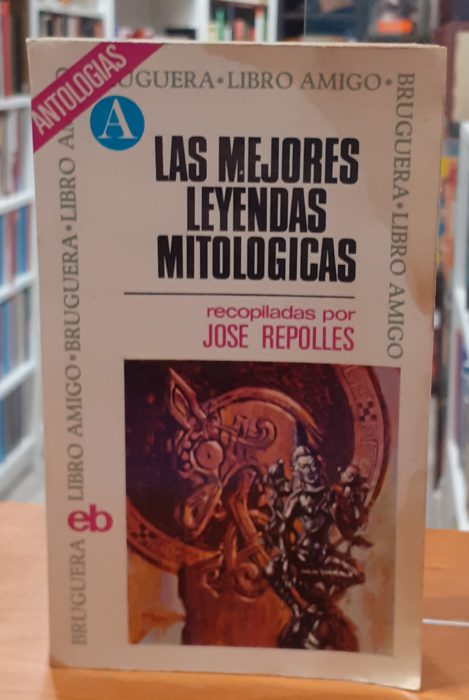 ANTOLOGIAS
A
BRUGUERA * LIBRO AMIGO *
BRUGUERA * LIBRO AMIGO
LAS MEJORES
LEYENDAS
MITOLOGICAS
recopiladas por
JOSE REPOLLES
eb
BRUGUERA * LIBRO AMIGO * BRUGUERA * LIBRO AM